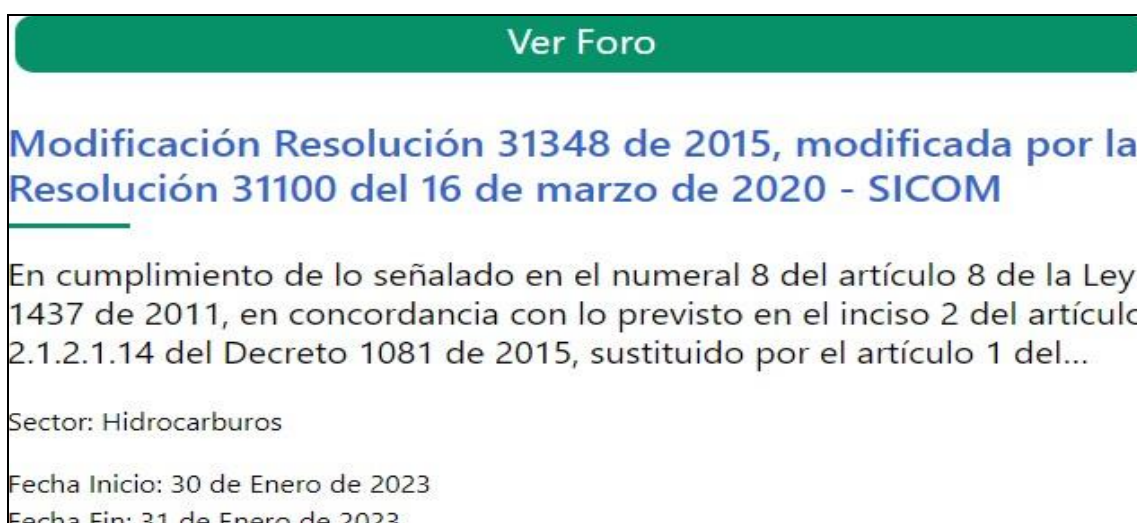 Ver Foro
Modificación Resolución 31348 de 2015, modificada por la
Resolución 31100 del 16 de marzo de 2020 - SICOM
En cumplimiento de lo señalado en el numeral 8 del artículo 8 de la Ley
1437 de 2011, en concordancia con lo previsto en el inciso 2 del artículo
2.1.2.1.14 del Decreto 1081 de 2015, sustituido por el artículo 1 del...
Sector: Hidrocarburos
Fecha Inicio: 30 de Enero de 2023
Fecha Fin: 31 de Enero de 2023